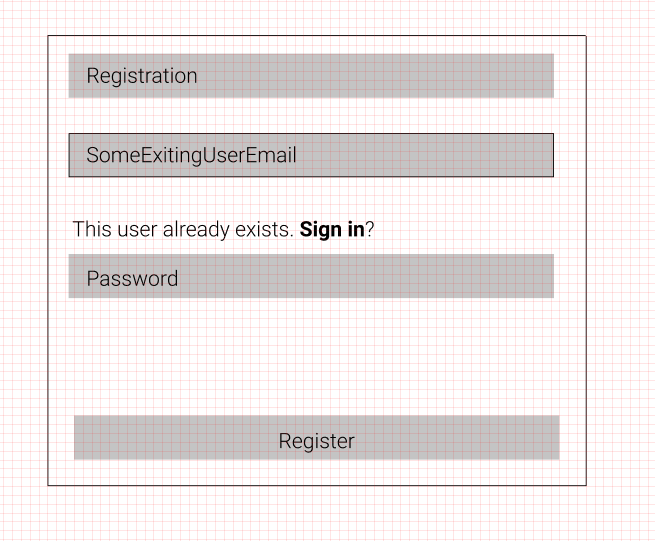 Registration
SomeExitingUserEmail
This user already exists. Sign in?
Password
Register